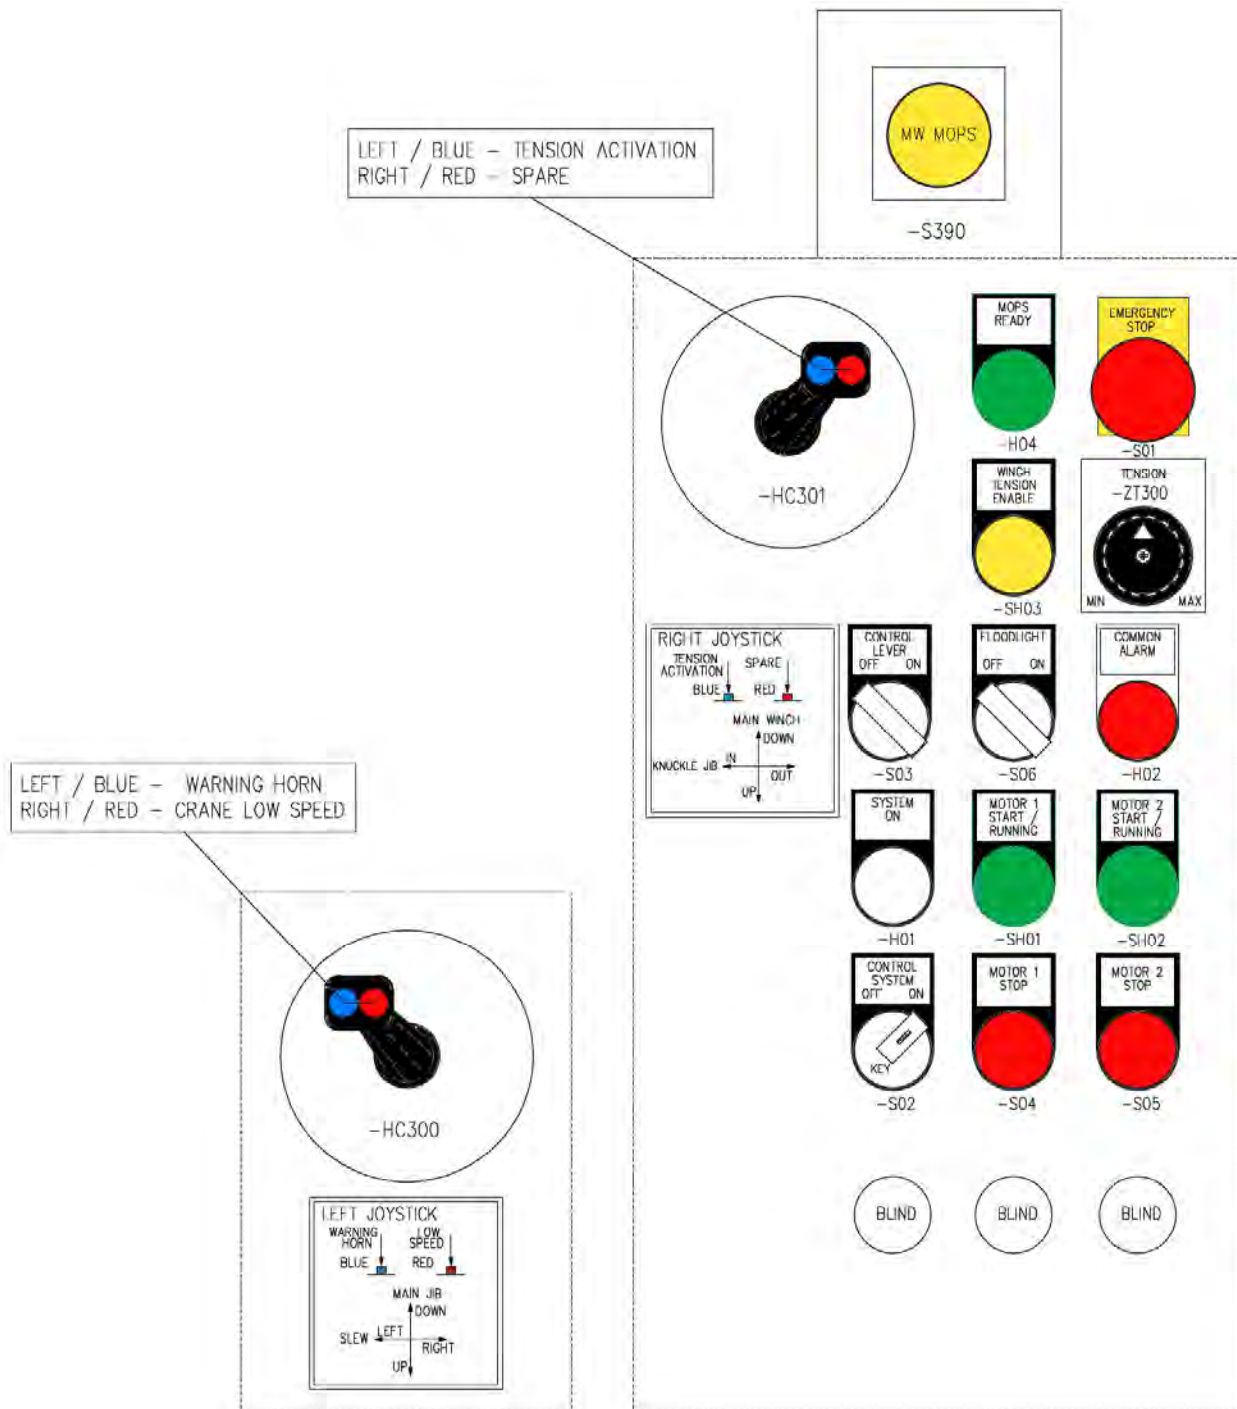 MW MOPS
-S390
LEFT / BLUE - TENSION ACTIVATION
RIGHT / RED - SPARE
-HC301
MOPS
READY
-H04
EMERGENCY
STOP
-S01
WINCH
TENSION
ENABLE
-SH03
TENSION
-ZT300
MIN MAX
RIGHT JOYSTICK
TENSION
ACTIVATION
SPARE
BLUE RED
MAIN WINCH
DOWN
KNUCKLE JIB IN
OUT
UP
CONTROL
LEVER
OFF ON
-S03
FLOODLIGHT
OFF ON
-S06
COMMON
ALARM
-H02
SYSTEM
ON
-H01
MOTOR 1
START /
RUNNING
-SH01
MOTOR 2
START /
RUNNING
-SH02
CONTROL
SYSTEM
OFF ON
KEY
-S02
MOTOR 1
STOP
-S04
MOTOR 2
STOP
-S05
BLIND BLIND BLIND
LEFT / BLUE - WARNING HORN
RIGHT / RED - CRANE LOW SPEED
-HC300
LEFT JOYSTICK
WARNING
HORN
LOW
SPEED
BLUE RED
MAIN JIB
DOWN
SLEW LEFT
RIGHT
UP